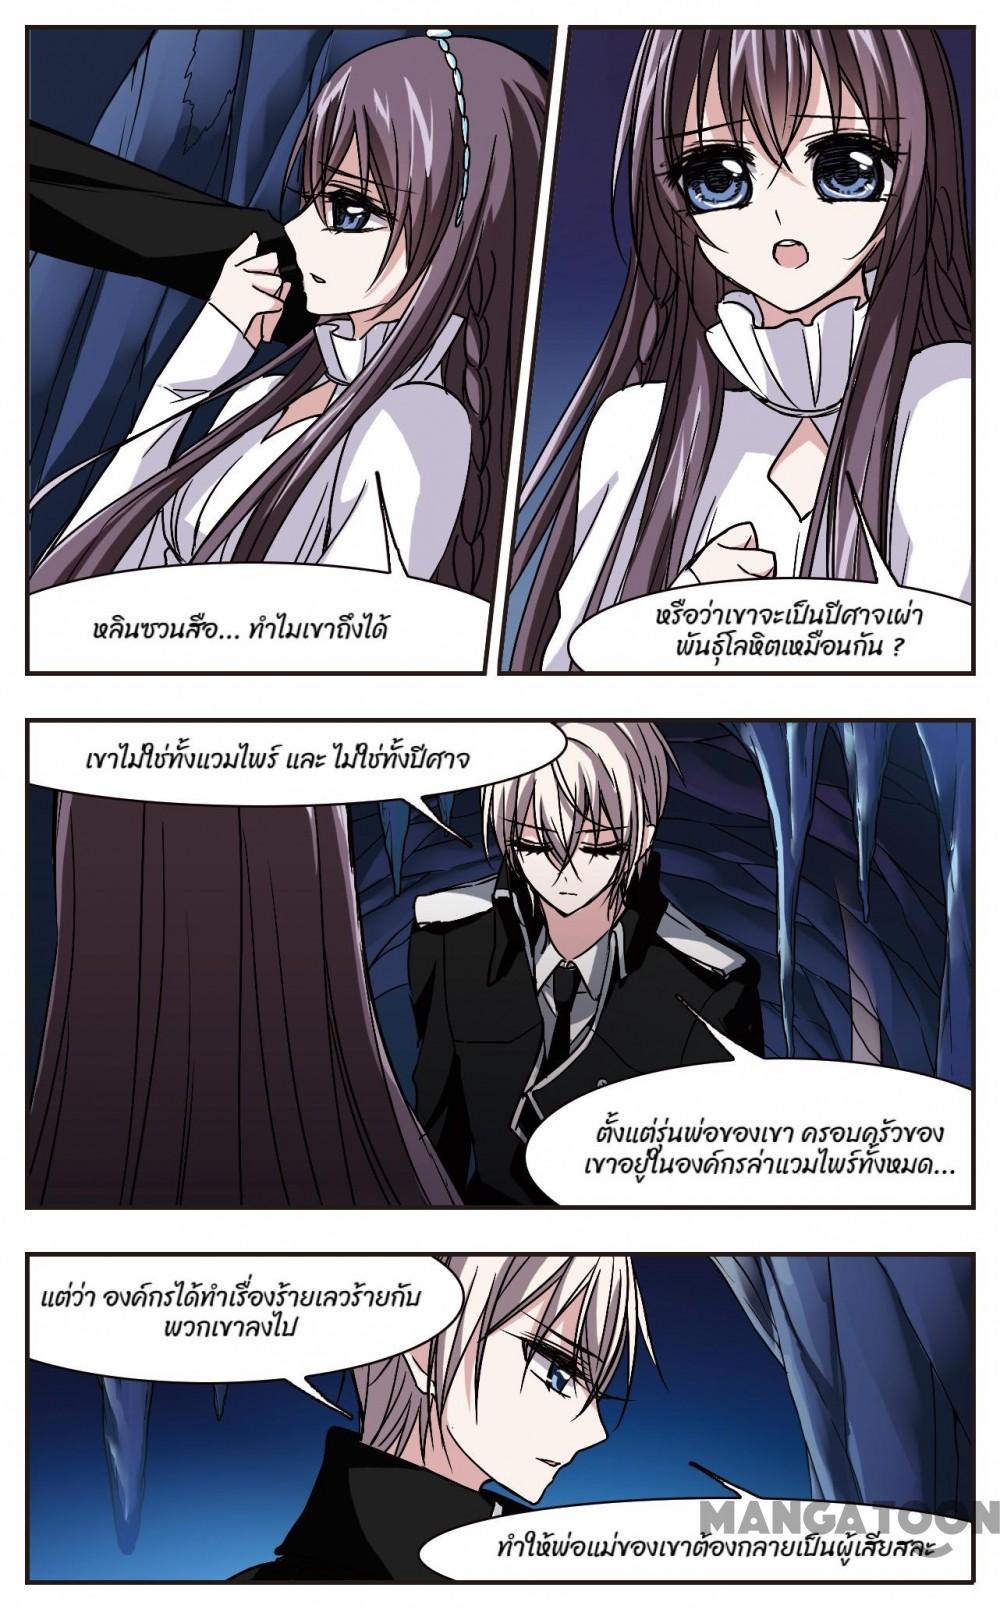 หลินซวนสือ... ทำไมเขาถึงได้
หรือว่าเขาจะเป็นปีศาจเผ่า
พันธุ์โลหิตเหมือนกัน ?
เขาไม่ใช่ทั้งแวมไพร์ และ ไม่ใช่ทั้งปีศาจ
ตั้งแต่รุ่นพ่อของเขา ครอบครัวของ
เขาอยู่ในองค์กรล่าแวมไพร์ทั้งหมด...
แต่ว่า องค์กรได้ทำเรื่องร้ายเลวร้ายกับ
พวกเขาลงไป
MANGATOON
ทำให้พ่อแม่ของเขาต้องกลายเป็นผู้เสียสละ